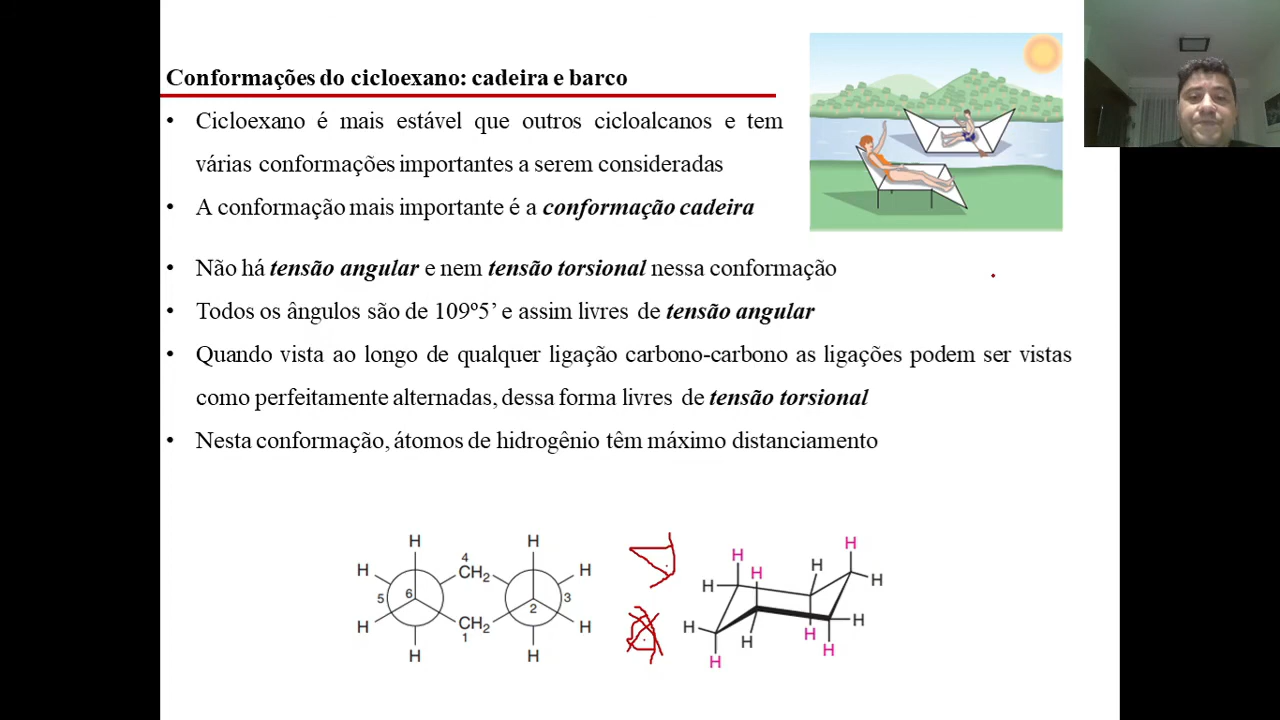 Conformações do cicloexano: cadeira e barco
• Cicloexano é mais estável que outros cicloalcanos e tem
várias conformações importantes a serem consideradas
• A conformação mais importante é a conformação cadeira
• Não há tensão angular e nem tensão torsional nessa conformação
• Todos os ângulos são de 109º5’ e assim livres de tensão angular
• Quando vista ao longo de qualquer ligação carbono-carbono as ligações podem ser vistas
como perfeitamente alternadas, dessa forma livres de tensão torsional
• Nesta conformação, átomos de hidrogênio têm máximo distanciamento
H H H
4
H CH2 H H H H H
5 6 2 3 H
H CH2 H H H
1 H H H
H H H